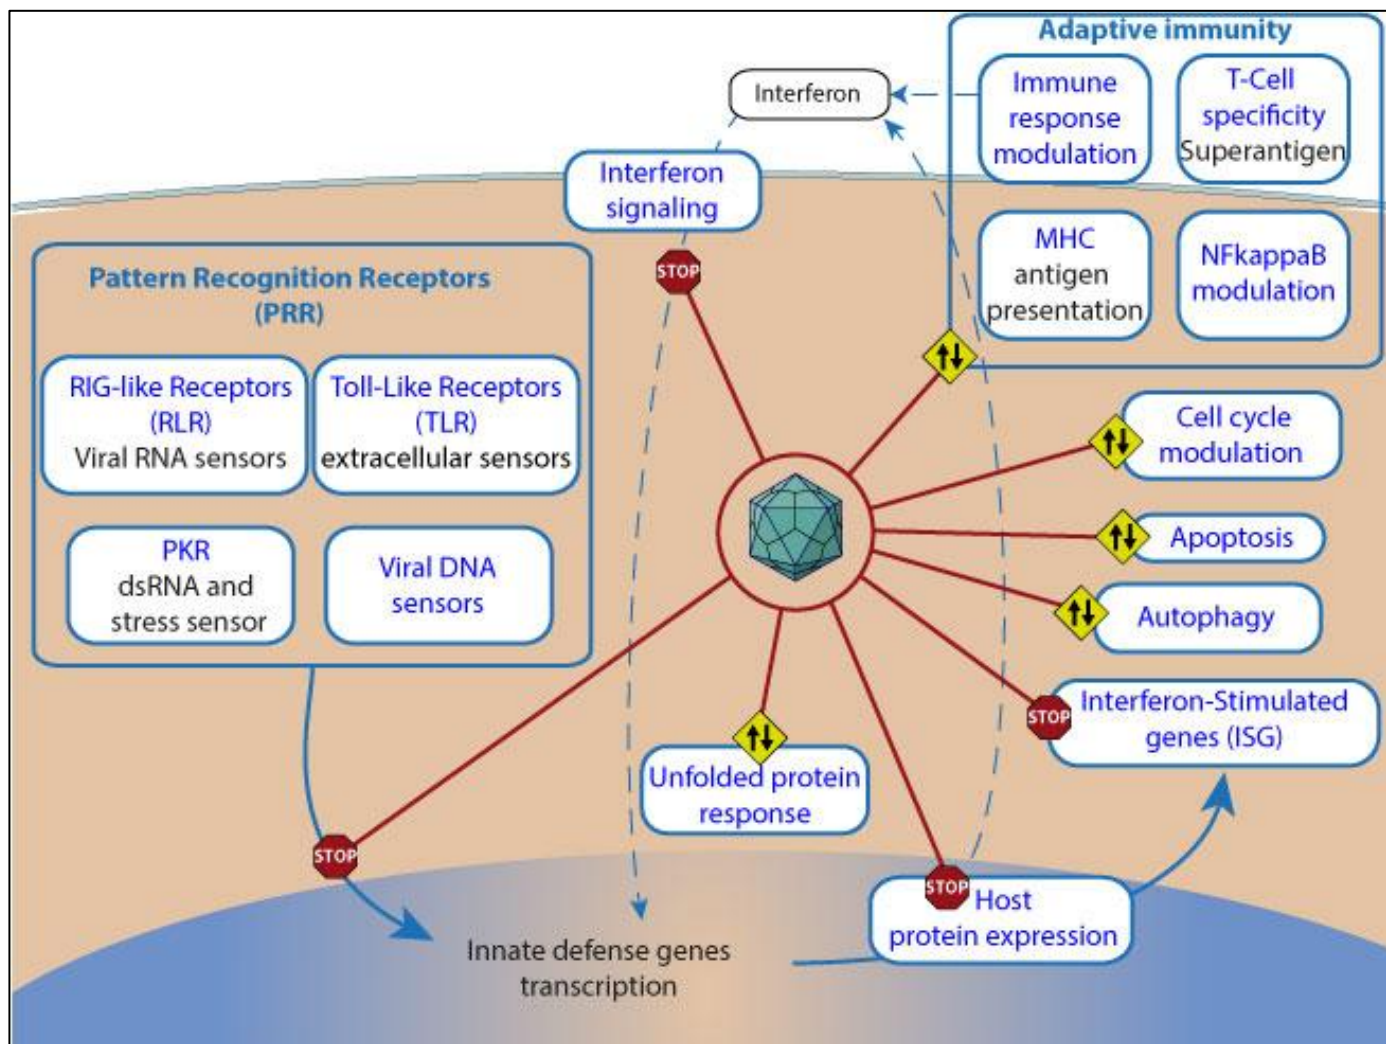 Adaptive immunity
Immune
response
modulation
T-Cell
specificity
Superantigen
MHC
antigen
presentation
NFkappaB
modulation
Interferon
Interferon
signaling
STOP
Pattern Recognition Receptors
(PRR)
RIG-like Receptors
(RLR)
Viral RNA sensors
Toll-Like Receptors
(TLR)
extracellular sensors
PKR
dsRNA and
stress sensor
Viral DNA
sensors
Cell cycle
modulation
Apoptosis
Autophagy
STOP
Interferon-Stimulated
genes (ISG)
Unfolded protein
response
STOP
STOP
Host
protein expression
Innate defense genes
transcription